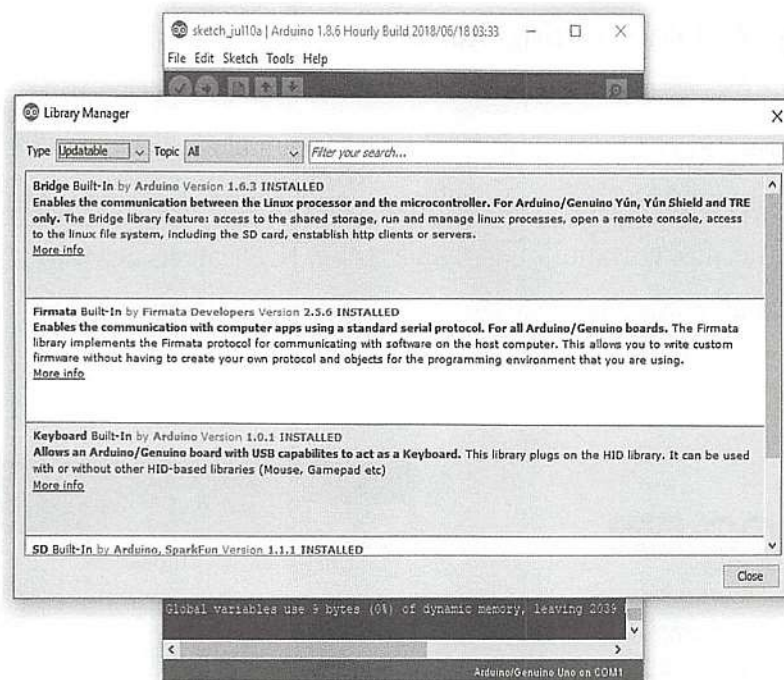 sketch_jul10a | Arduino 1.8.6 Hourly Build 2018/06/18 03:33
File Edit Sketch Tools Help
Library Manager
Type Updatable Topic All Filter your search...
Bridge Built-In by Arduino Version 1.6.3 INSTALLED
Enables the communication between the Linux processor and the microcontroller. For Arduino/Genuino Yún, Yún Shield and TRE
only. The Bridge library feature: access to the shared storage, run and manage linux processes, open a remote console, access
to the linux file system, including the SD card, enstablish http clients or servers.
More info
Firmata Built-In by Firmata Developers Version 2.5.6 INSTALLED
Enables the communication with computer apps using a standard serial protocol. For all Arduino/Genuino boards. The Firmata
library implements the Firmata protocol for communicating with software on the host computer. This allows you to write custom
firmware without having to create your own protocol and objects for the programming environment that you are using.
More info
Keyboard Built-In by Arduino Version 1.0.1 INSTALLED
Allows an Arduino/Genuino board with USB capabilites to act as a Keyboard. This library plugs on the HID library. It can be used
with or without other HID-based libraries (Mouse, Gamepad etc)
More info
SD Built-In by Arduino, SparkFun Version 1.1.1 INSTALLED
Close
Global variables use 9 bytes (0%) of dynamic memory, leaving 2039
Arduino/Genuino Uno on COM1